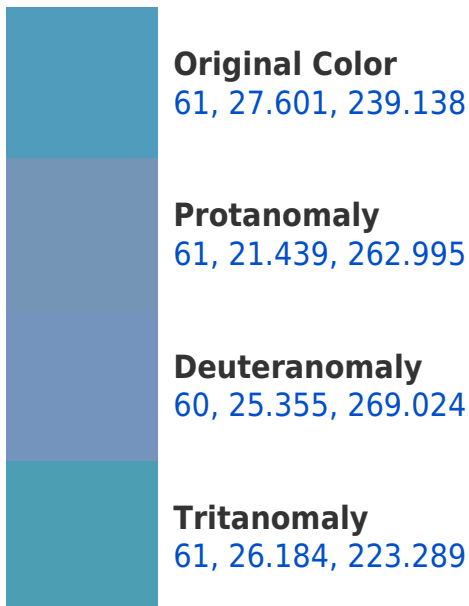 Original Color
61, 27.601, 239.138
Protanomaly
61, 21.439, 262.995
Deuteranomaly
60, 25.355, 269.024
Tritanomaly
61, 26.184, 223.289